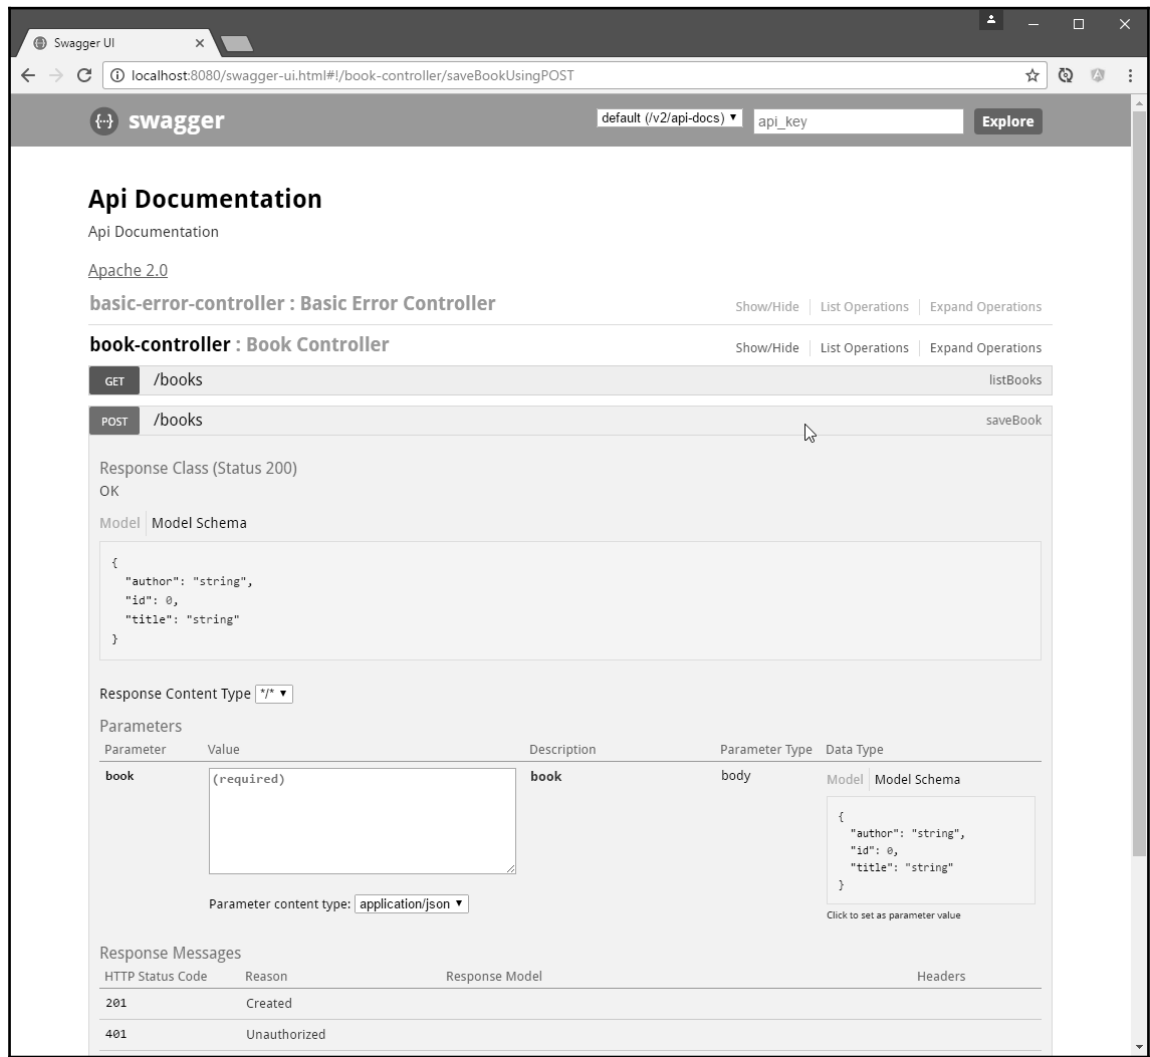 Swagger UI
localhost:8080/swagger-ui.html#!/book-controller/saveBookUsingPOST
{···} swagger default (/v2/api-docs) api_key Explore
Api Documentation
Api Documentation
Apache 2.0
basic-error-controller : Basic Error Controller Show/Hide List Operations Expand Operations
book-controller : Book Controller Show/Hide List Operations Expand Operations
GET /books listBooks
POST /books saveBook
Response Class (Status 200)
OK
Model Model Schema
{
"author": "string",
"id": 0,
"title": "string"
}
Response Content Type */*
Parameters
Parameter Value Description Parameter Type Data Type
book (required) book body Model Model Schema
{
"author": "string",
"id": 0,
"title": "string"
}
Parameter content type: application/json
Click to set as parameter value
Response Messages
HTTP Status Code Reason Response Model Headers
201 Created
401 Unauthorized